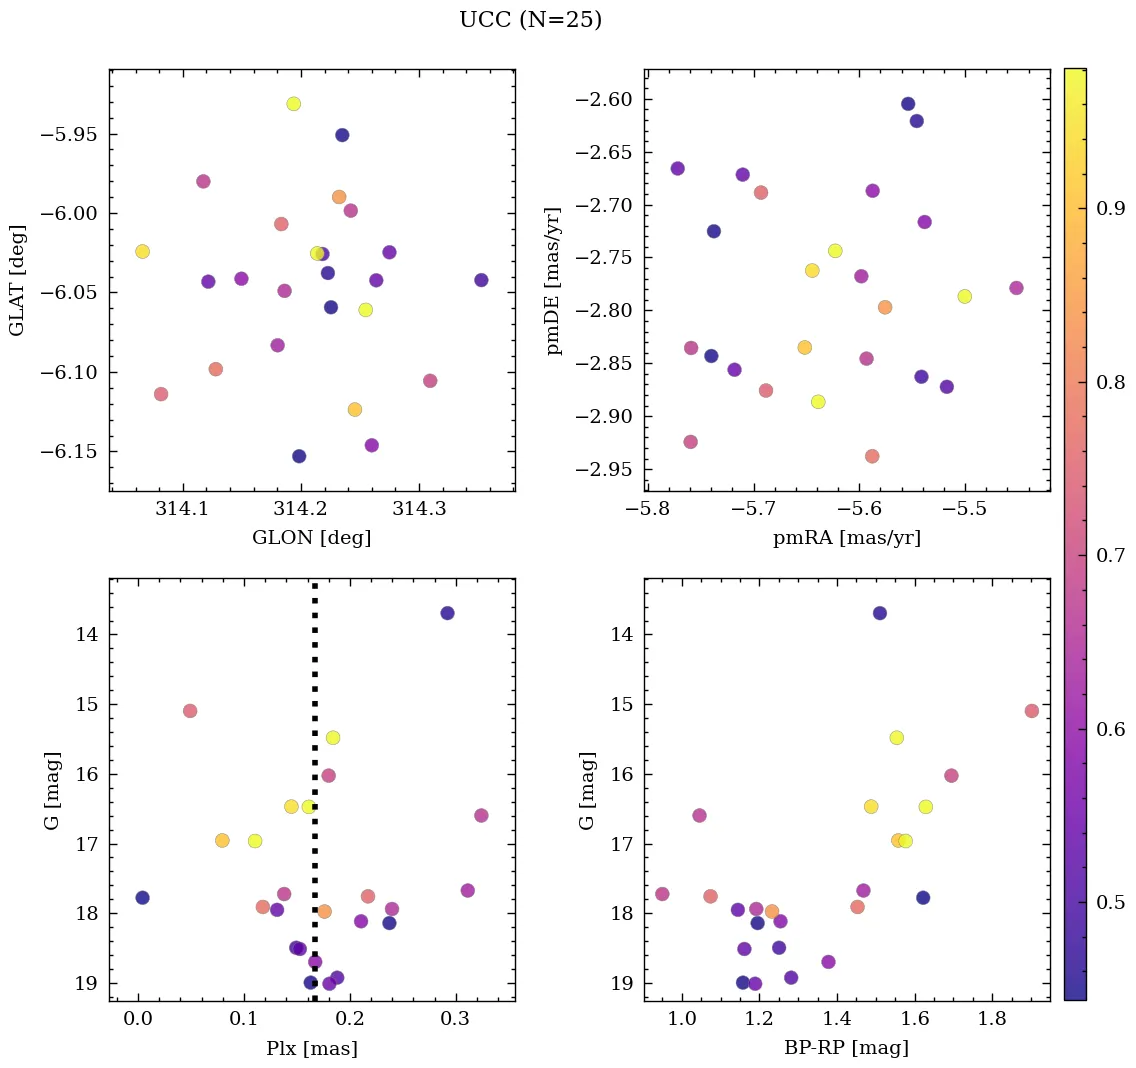 UCC (N=25)
−5.95
−6.00
−6.05
−6.10
−6.15
GLAT [deg]
314.1 314.2 314.3
GLON [deg]
−2.60
−2.65
−2.70
−2.75
−2.80
−2.85
−2.90
−2.95
pmDE [mas/yr]
−5.8 −5.7 −5.6 −5.5
pmRA [mas/yr]
0.9
0.8
0.7
0.6
0.5
14
15
16
17
18
19
G [mag]
0.0 0.1 0.2 0.3
Plx [mas]
14
15
16
17
18
19
G [mag]
1.0 1.2 1.4 1.6 1.8
BP-RP [mag]